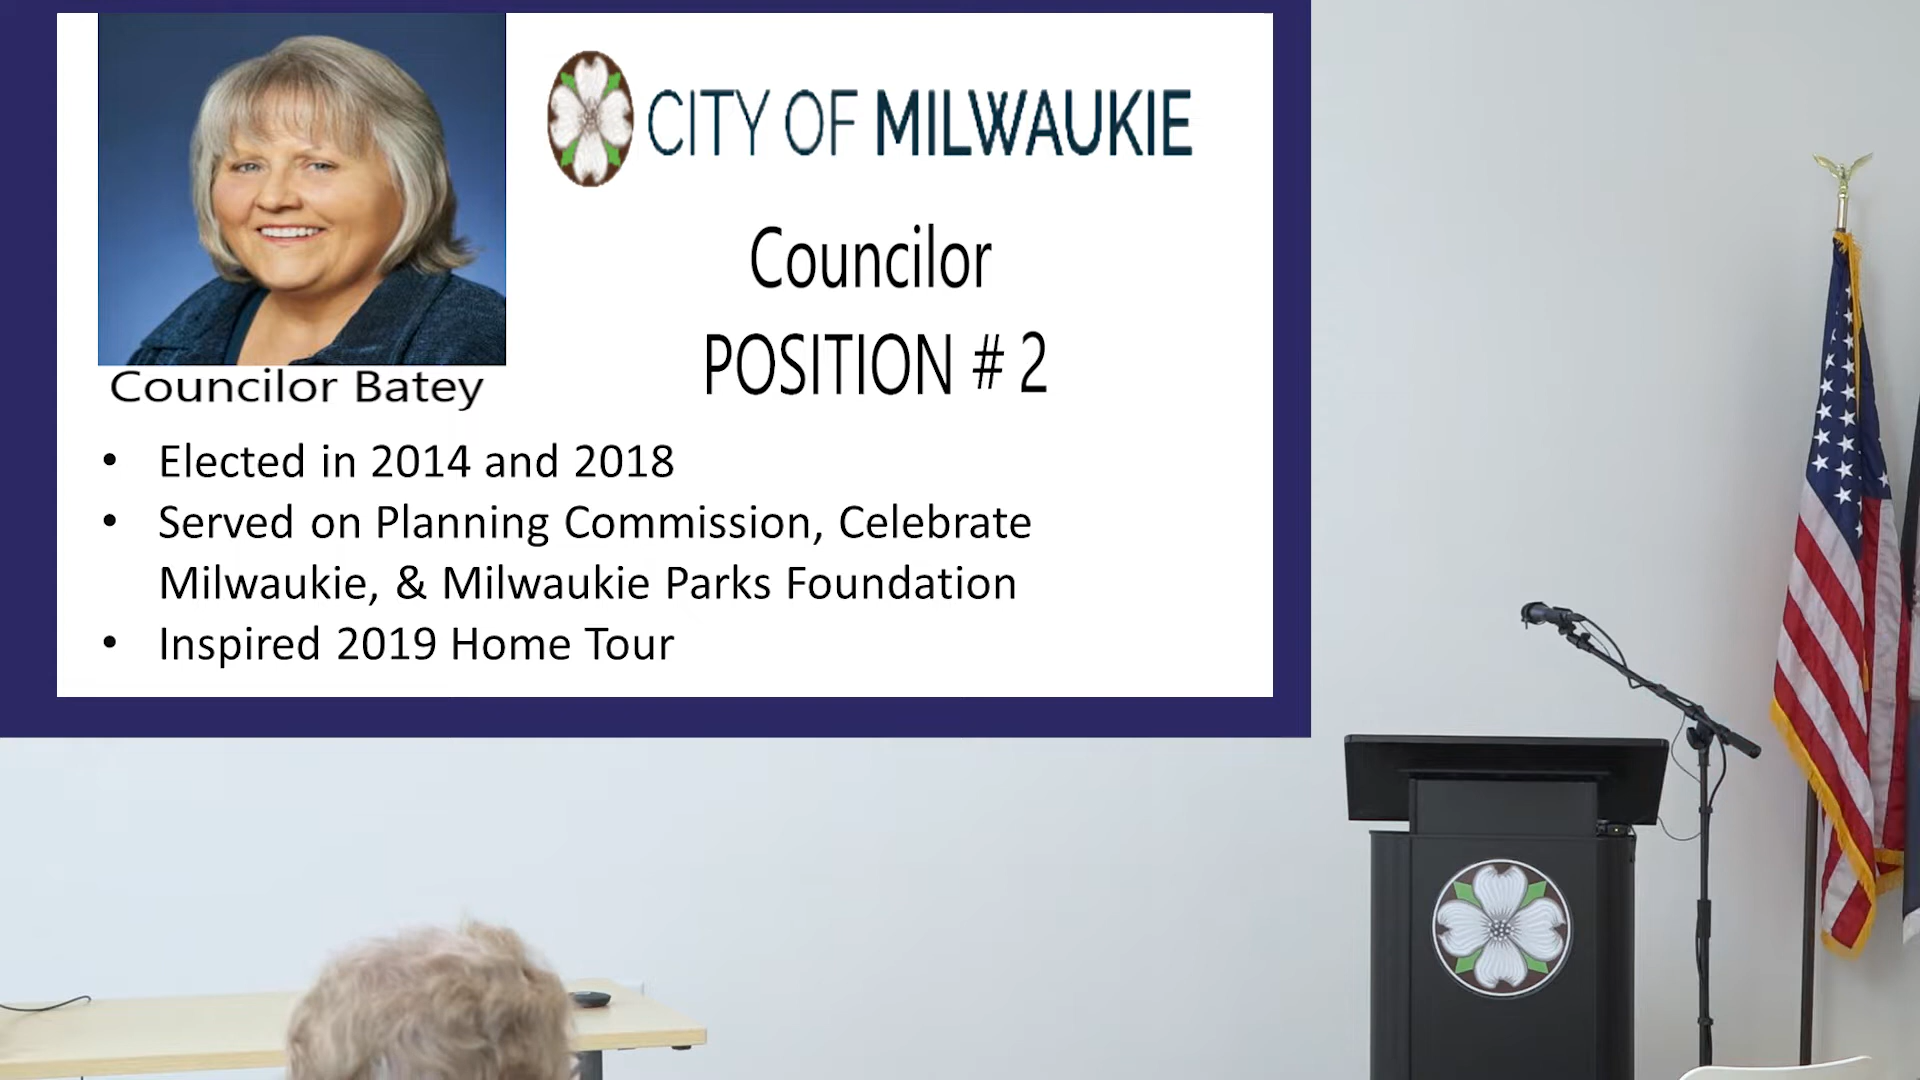 CITY OF MILWAUKIE
Councilor
POSITION # 2
Councilor Batey
• Elected in 2014 and 2018
• Served on Planning Commission, Celebrate
Milwaukie, & Milwaukie Parks Foundation
• Inspired 2019 Home Tour